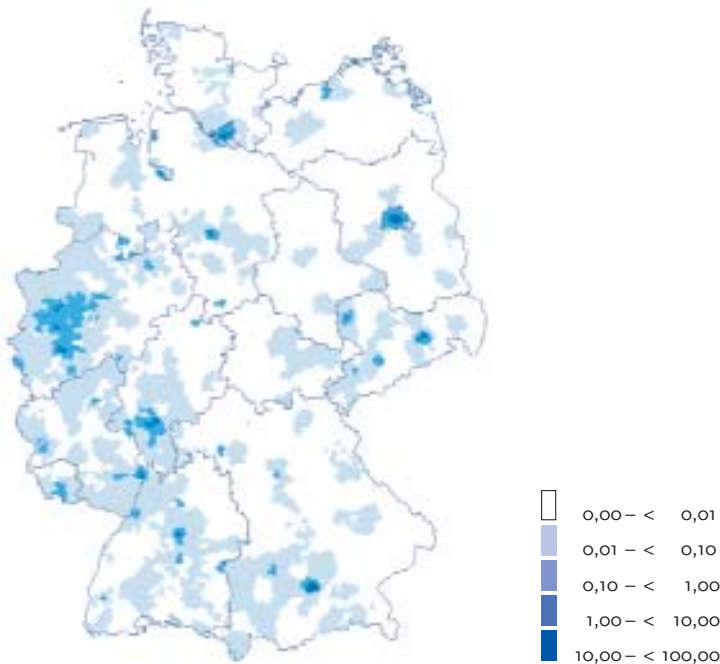 0,00 – < 0,01
0,01 – < 0,10
0,10 – < 1,00
1,00 – < 10,00
10,00 – < 100,00